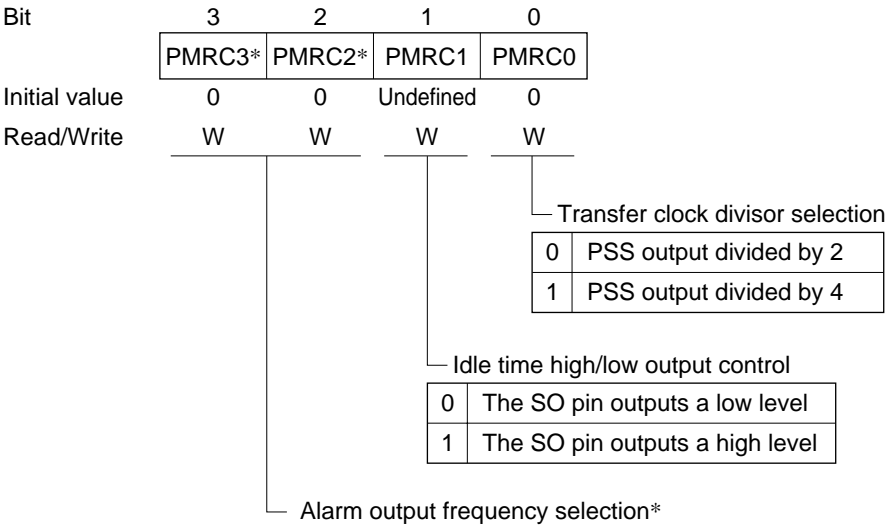 Bit 3 2 1 0
PMRC3* PMRC2* PMRC1 PMRC0
Initial value 0 0 Undefined 0
Read/Write W W W W
Transfer clock divisor selection
0 PSS output divided by 2
1 PSS output divided by 4
Idle time high/low output control
0 The SO pin outputs a low level
1 The SO pin outputs a high level
Alarm output frequency selection*